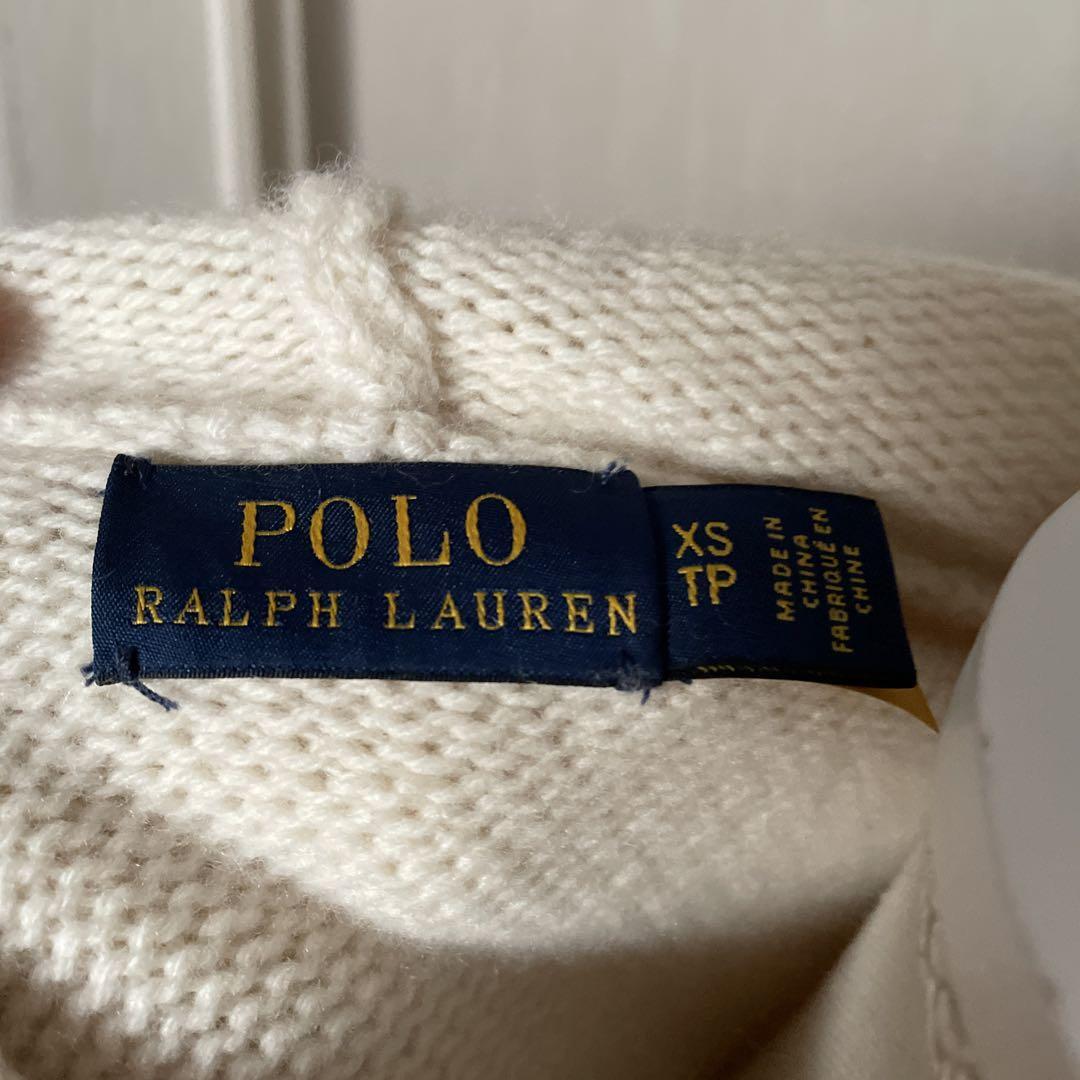 POLO
RALPH LAUREN
XS
TP
MADE IN
CHINA
FABRIQUÉ EN
CHINE